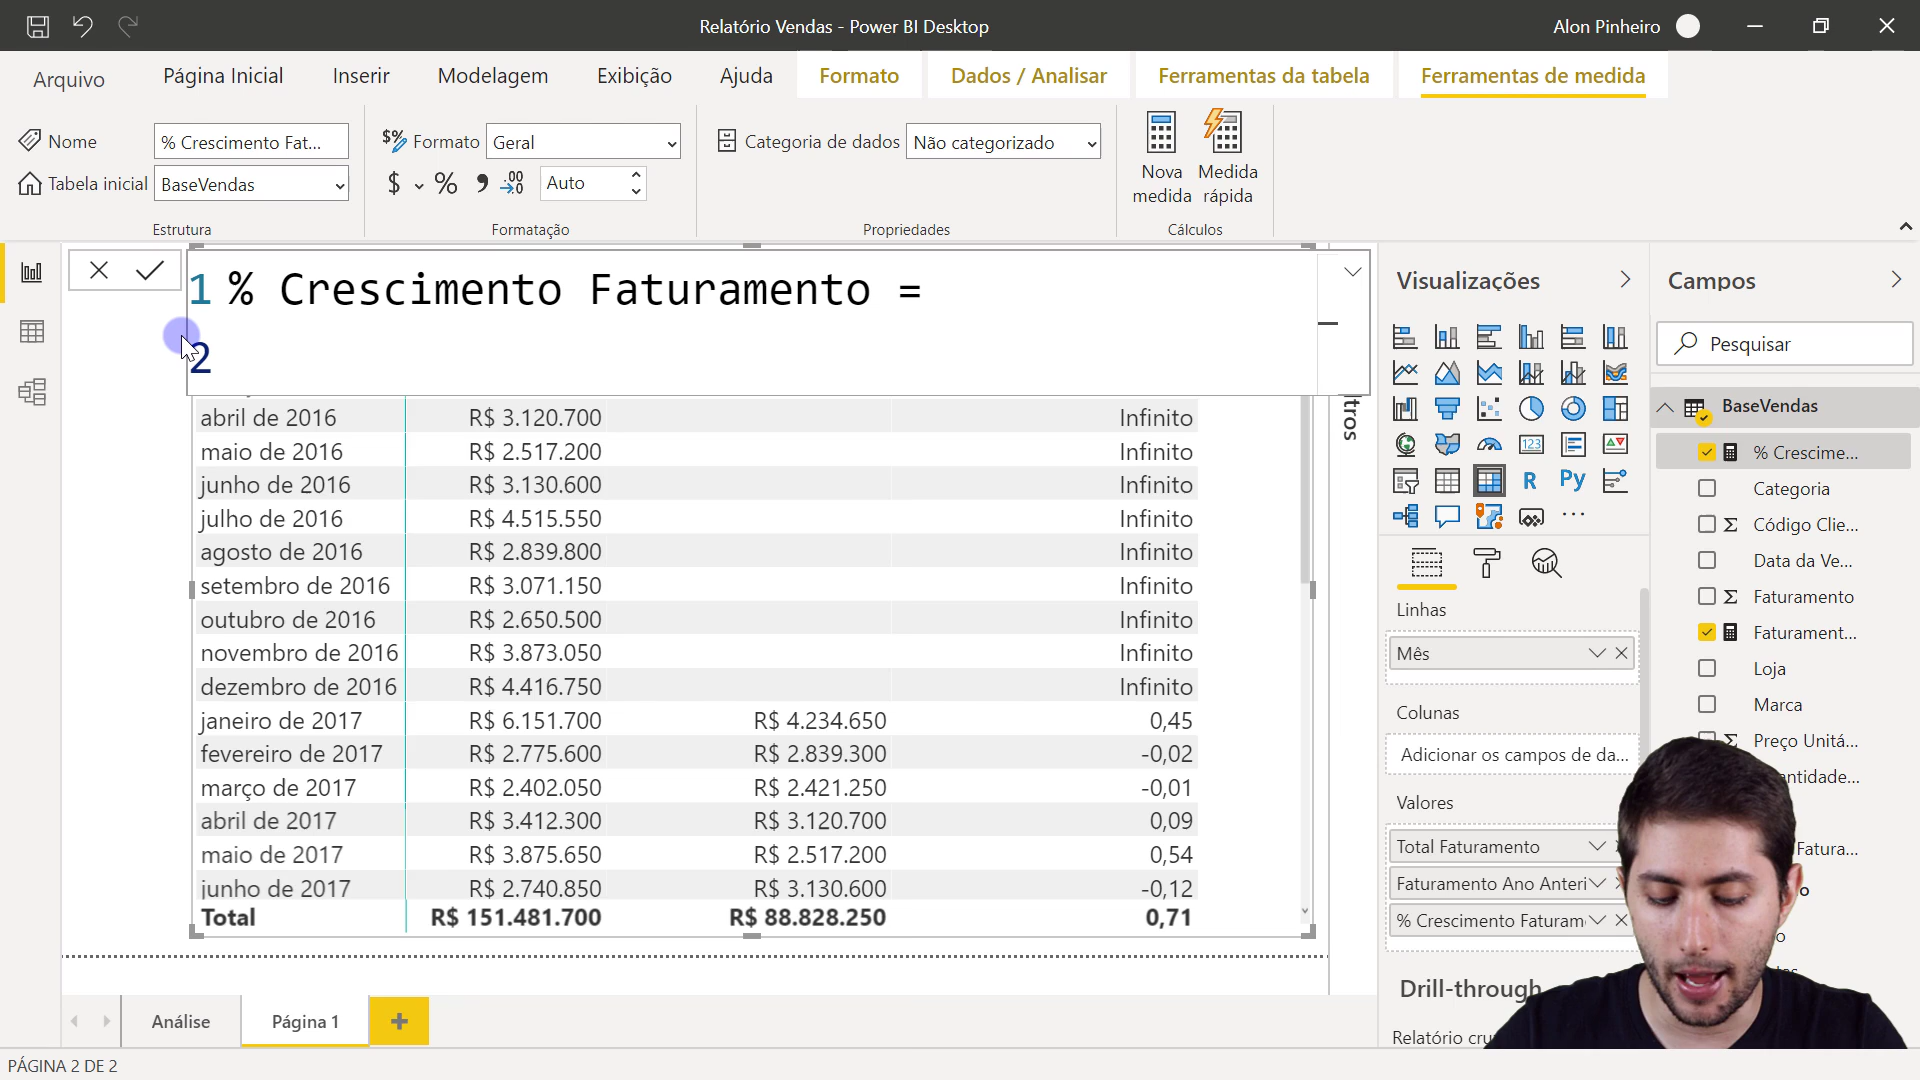 Relatório Vendas - Power BI Desktop
Alon Pinheiro
Arquivo
Página Inicial
Inserir
Modelagem
Exibição
Ajuda
Formato
Dados / Analisar
Ferramentas da tabela
Ferramentas de medida
Nome
% Crescimento Fat...
Tabela inicial
BaseVendas
Estrutura
Formato
Geral
$
%
Auto
Formatação
Categoria de dados
Não categorizado
Propriedades
Nova medida
Medida rápida
Cálculos
1 % Crescimento Faturamento =
2
abril de 2016 R$ 3.120.700 Infinito
maio de 2016 R$ 2.517.200 Infinito
junho de 2016 R$ 3.130.600 Infinito
julho de 2016 R$ 4.515.550 Infinito
agosto de 2016 R$ 2.839.800 Infinito
setembro de 2016 R$ 3.071.150 Infinito
outubro de 2016 R$ 2.650.500 Infinito
novembro de 2016 R$ 3.873.050 Infinito
dezembro de 2016 R$ 4.416.750 Infinito
janeiro de 2017 R$ 6.151.700 R$ 4.234.650 0,45
fevereiro de 2017 R$ 2.775.600 R$ 2.839.300 -0,02
março de 2017 R$ 2.402.050 R$ 2.421.250 -0,01
abril de 2017 R$ 3.412.300 R$ 3.120.700 0,09
maio de 2017 R$ 3.875.650 R$ 2.517.200 0,54
junho de 2017 R$ 2.740.850 R$ 3.130.600 -0,12
Total R$ 151.481.700 R$ 88.828.250 0,71
ltros
Visualizações
123
R
Py
Linhas
Mês
Colunas
Adicionar os campos de da...
Valores
Total Faturamento
Faturamento Ano Anteri
% Crescimento Faturam
Drill-through
Relatório cru
Campos
Pesquisar
BaseVendas
% Crescime...
Categoria
Código Clie...
Data da Ve...
Faturamento
Faturament...
Loja
Marca
Preço Unitá...
ntidade...
Fatura...
Análise
Página 1
PÁGINA 2 DE 2